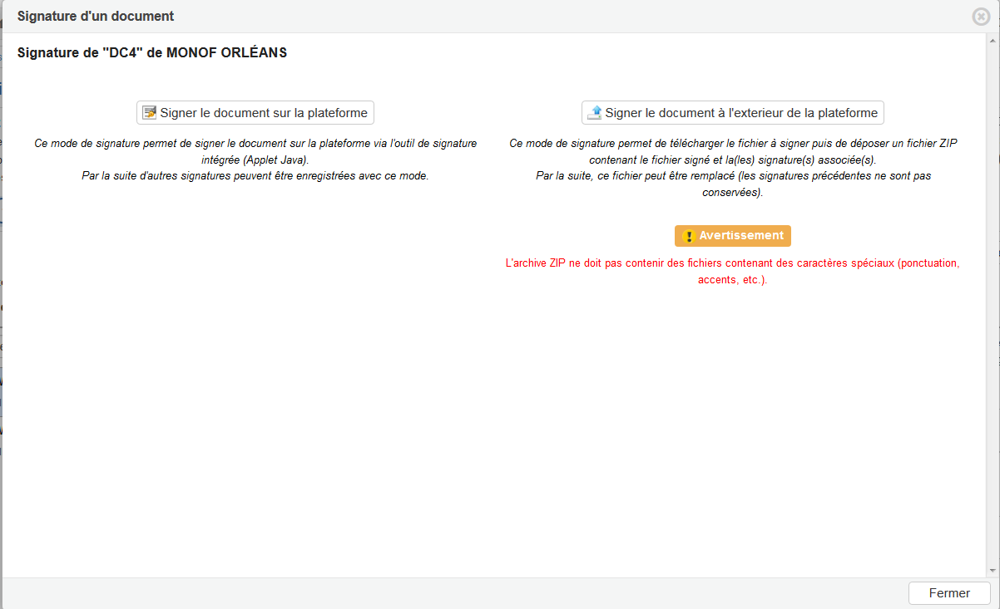 Signature d'un document
Signature de "DC4" de MONOF ORLÉANS
Signer le document sur la plateforme
Ce mode de signature permet de signer le document sur la plateforme via l'outil de signature
intégrée (Applet Java).
Par la suite d'autres signatures peuvent être enregistrées avec ce mode.
Signer le document à l'exterieur de la plateforme
Ce mode de signature permet de télécharger le fichier à signer puis de déposer un fichier ZIP
contenant le fichier signé et la(les) signature(s) associée(s).
Par la suite, ce fichier peut être remplacé (les signatures précédentes ne sont pas
conservées).
Avertissement
L'archive ZIP ne doit pas contenir des fichiers contenant des caractères spéciaux (ponctuation,
accents, etc.).
Fermer